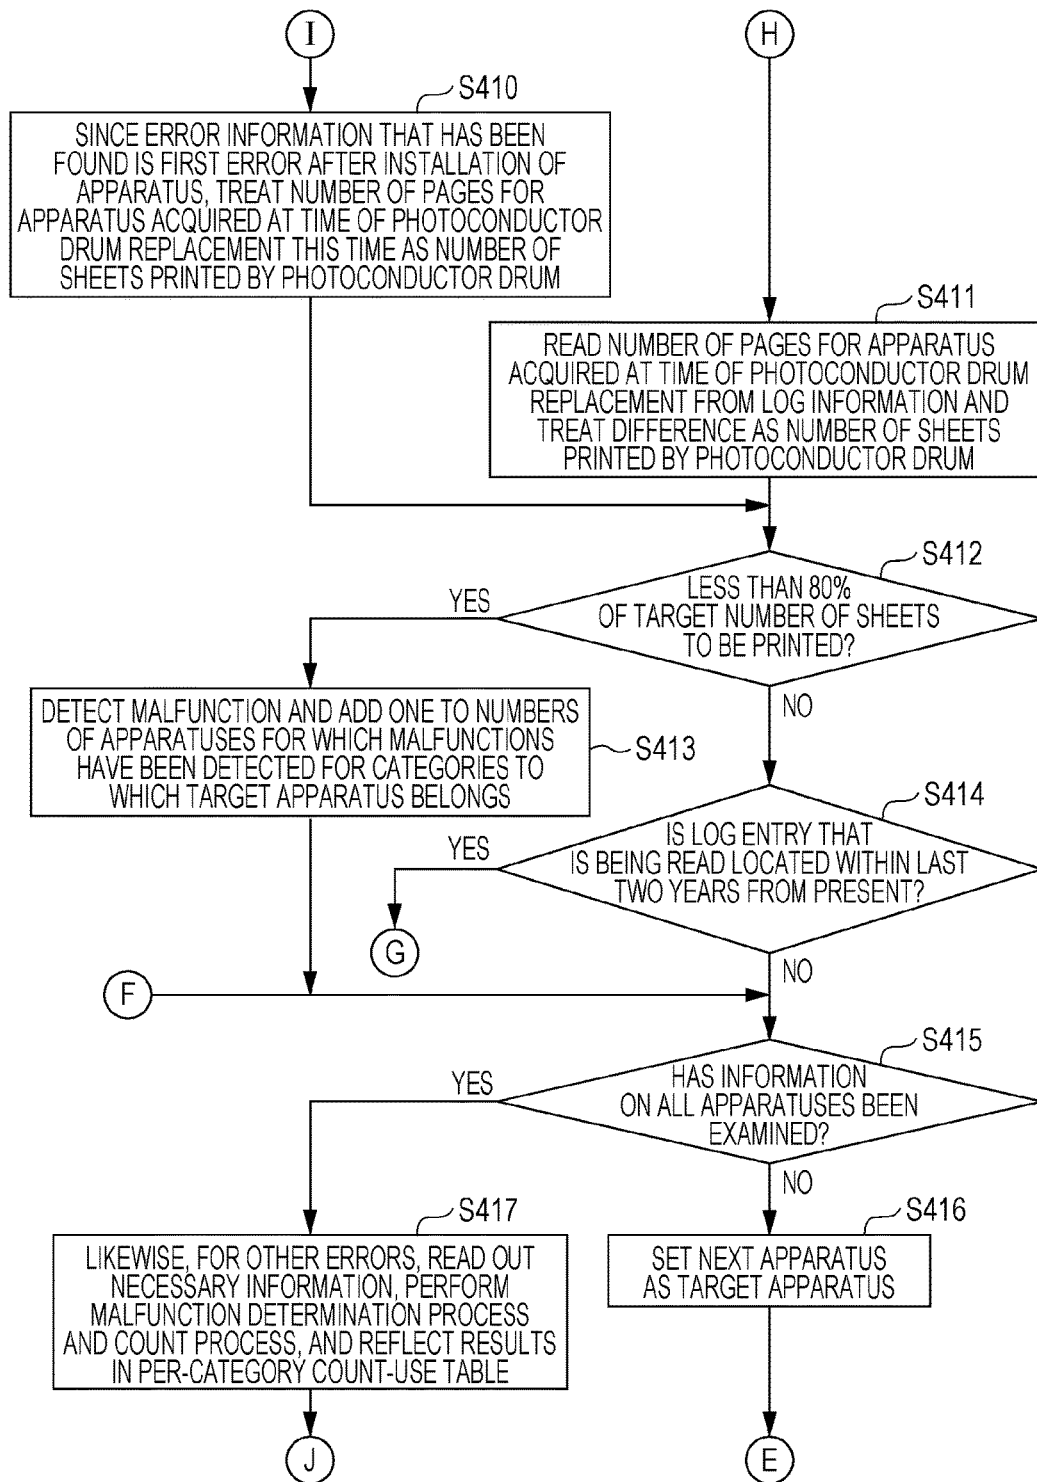 I
H
S410
SINCE ERROR INFORMATION THAT HAS BEEN
FOUND IS FIRST ERROR AFTER INSTALLATION OF
APPARATUS, TREAT NUMBER OF PAGES FOR
APPARATUS ACQUIRED AT TIME OF PHOTOCONDUCTOR
DRUM REPLACEMENT THIS TIME AS NUMBER OF
SHEETS PRINTED BY PHOTOCONDUCTOR DRUM
S411
READ NUMBER OF PAGES FOR APPARATUS
ACQUIRED AT TIME OF PHOTOCONDUCTOR DRUM
REPLACEMENT FROM LOG INFORMATION AND
TREAT DIFFERENCE AS NUMBER OF SHEETS
PRINTED BY PHOTOCONDUCTOR DRUM
S412
LESS THAN 80%
OF TARGET NUMBER OF SHEETS
TO BE PRINTED?
YES
NO
DETECT MALFUNCTION AND ADD ONE TO NUMBERS
OF APPARATUSES FOR WHICH MALFUNCTIONS
HAVE BEEN DETECTED FOR CATEGORIES TO
WHICH TARGET APPARATUS BELONGS
S413
S414
IS LOG ENTRY THAT
IS BEING READ LOCATED WITHIN LAST
TWO YEARS FROM PRESENT?
YES
G
NO
F
S415
HAS INFORMATION
ON ALL APPARATUSES BEEN
EXAMINED?
YES
NO
S417
LIKEWISE, FOR OTHER ERRORS, READ OUT
NECESSARY INFORMATION, PERFORM
MALFUNCTION DETERMINATION PROCESS
AND COUNT PROCESS, AND REFLECT RESULTS
IN PER-CATEGORY COUNT-USE TABLE
S416
SET NEXT APPARATUS
AS TARGET APPARATUS
J
E